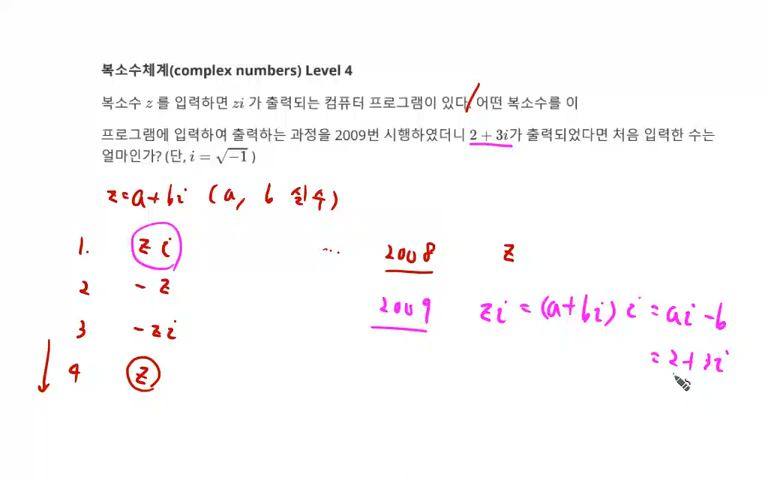 복소수체계(complex numbers) Level 4
복소수 z 를 입력하면 zi 가 출력되는 컴퓨터 프로그램이 있다. 어떤 복소수를 이
프로그램에 입력하여 출력하는 과정을 2009번 시행하였더니 2 + 3i가 출력되었다면 처음 입력한 수는
얼마인가? (단, i = √−1 )
z=a+bi (a, b 실수)
1. zi ... 2008 z
2 -z
2009 zi = (a+bi) i = ai -b
3 -zi
= 2+3i
4 z